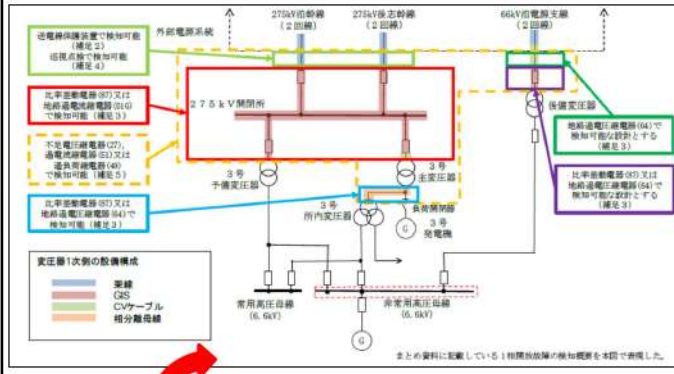 275kV泊幹線
(2回線)
275kV後志幹線
(2回線)
66kV泊電源支線
(2回線)
外部電源系統
送電線保護装置で検知可能
(補足2)
巡視点検で検知可能
(補足4)
比率差動継電器(87)又は
地絡過電流継電器(51G)
で検知可能(補足3)
275kV開閉所
不足電圧継電器(27),
過電流継電器(51)又は
過負荷継電器(49)
で検知可能(補足5)
比率差動継電器(87)又は
地絡過電圧継電器(64)で
検知可能(補足3)
後備変圧器
地絡過電圧継電器(64)で
検知可能な設計とする
(補足3)
比率差動継電器(87)又は
地絡過電圧継電器(64)で
検知可能な設計とする
(補足3)
3号
予備変圧器
3号
主変圧器
3号
所内変圧器
負荷開閉器
3号
発電機
G
変圧器1次側の設備構成
架線
GIS
CVケーブル
相分離母線
常用高圧母線
(6.6kV)
非常用高圧母線
(6.6kV)
G
まとめ資料に記載している1相開放故障の検知概要を本図で表現した。